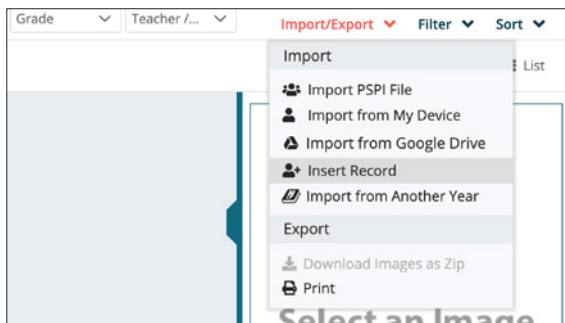 Grade Teacher /... Import/Export Filter Sort
Import
List
Import PSPI File
Import from My Device
Import from Google Drive
Insert Record
Import from Another Year
Export
Download Images as Zip
Print
Select an Image